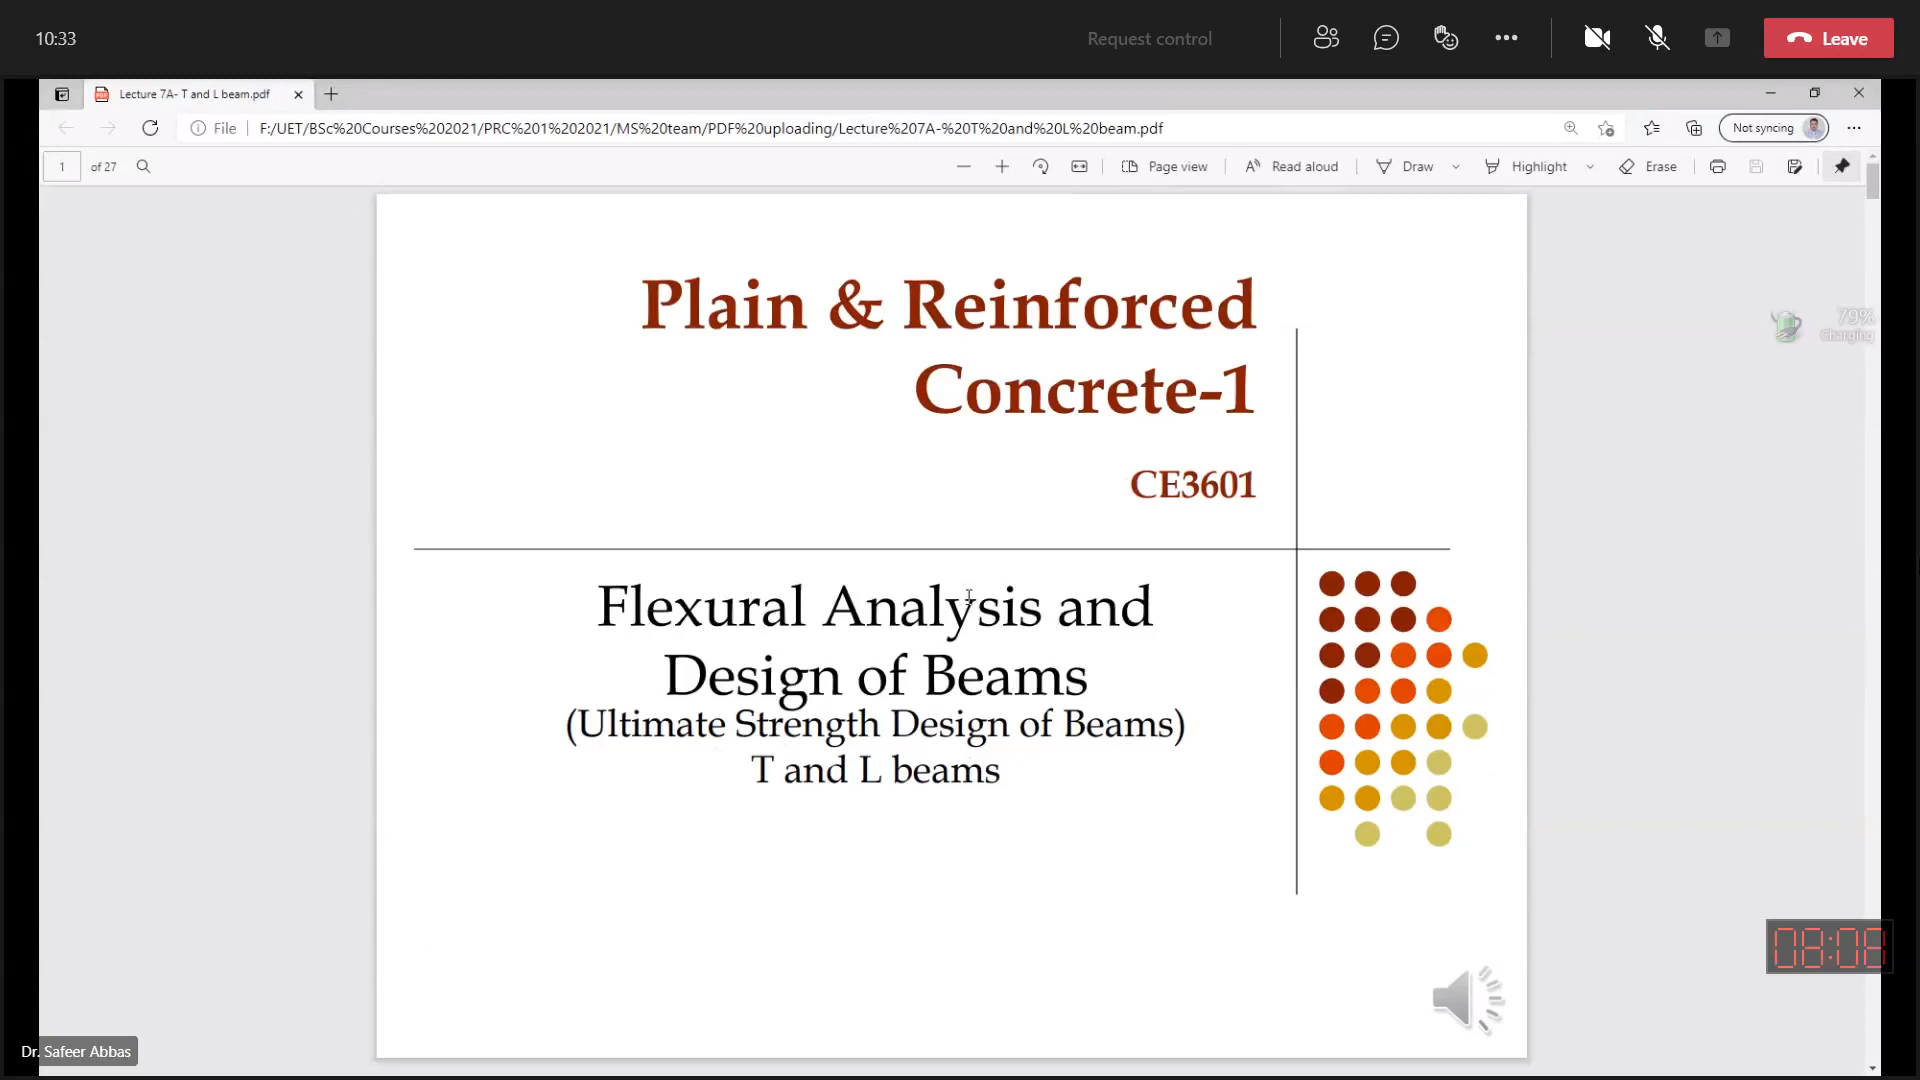 10:33
Request control
Leave
Lecture 7A- T and L beam.pdf
File
F:/UET/BSc%20Courses%202021/PRC%201%202021/MS%20team/PDF%20uploading/Lecture%207A-%20T%20and%20L%20beam.pdf
Not syncing
1 of 27
Page view
Read aloud
Draw
Highlight
Erase
Plain & Reinforced
Concrete-1
CE3601
79%
Charging
Flexural Analysis and
Design of Beams
(Ultimate Strength Design of Beams)
T and L beams
08:08
Dr. Safeer Abbas